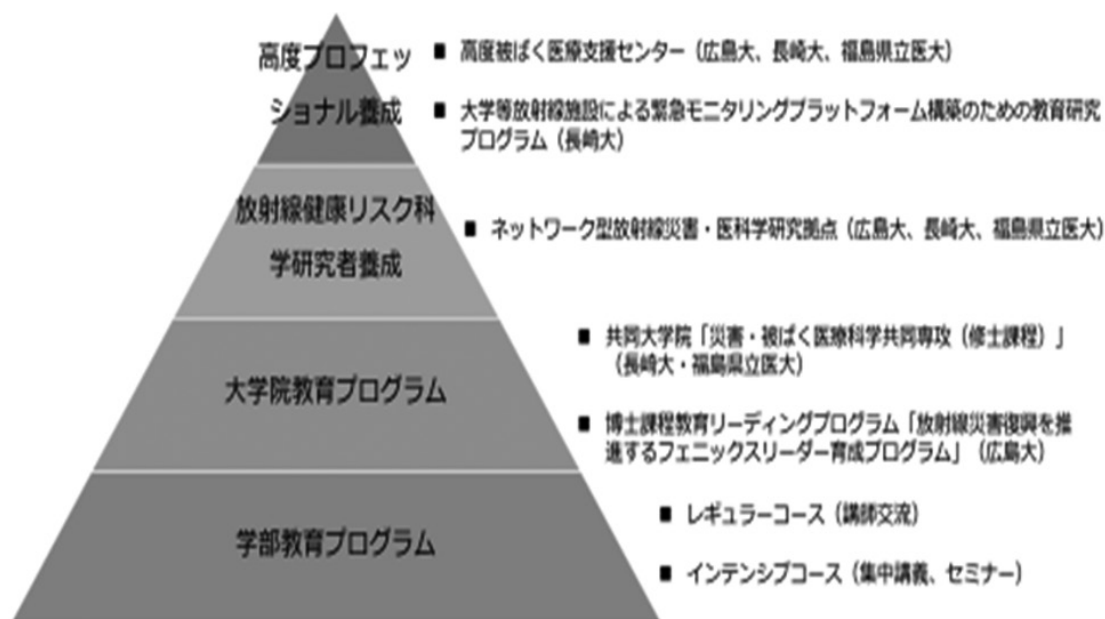 高度プロフェッ
ショナル養成
■ 高度被ばく医療支援センター（広島大、長崎大、福島県立医大）
■ 大学等放射線施設による緊急モニタリングプラットフォーム構築のための教育研究
プログラム（長崎大）
放射線健康リスク科
学研究者養成
■ ネットワーク型放射線災害・医科学研究拠点（広島大、長崎大、福島県立医大）
大学院教育プログラム
■ 共同大学院「災害・被ばく医療科学共同専攻（修士課程）」
（長崎大・福島県立医大）
■ 博士課程教育リーディングプログラム「放射線災害復興を推
進するフェニックスリーダー育成プログラム」（広島大）
学部教育プログラム
■ レギュラーコース（講師交流）
■ インテンシブコース（集中講義、セミナー）